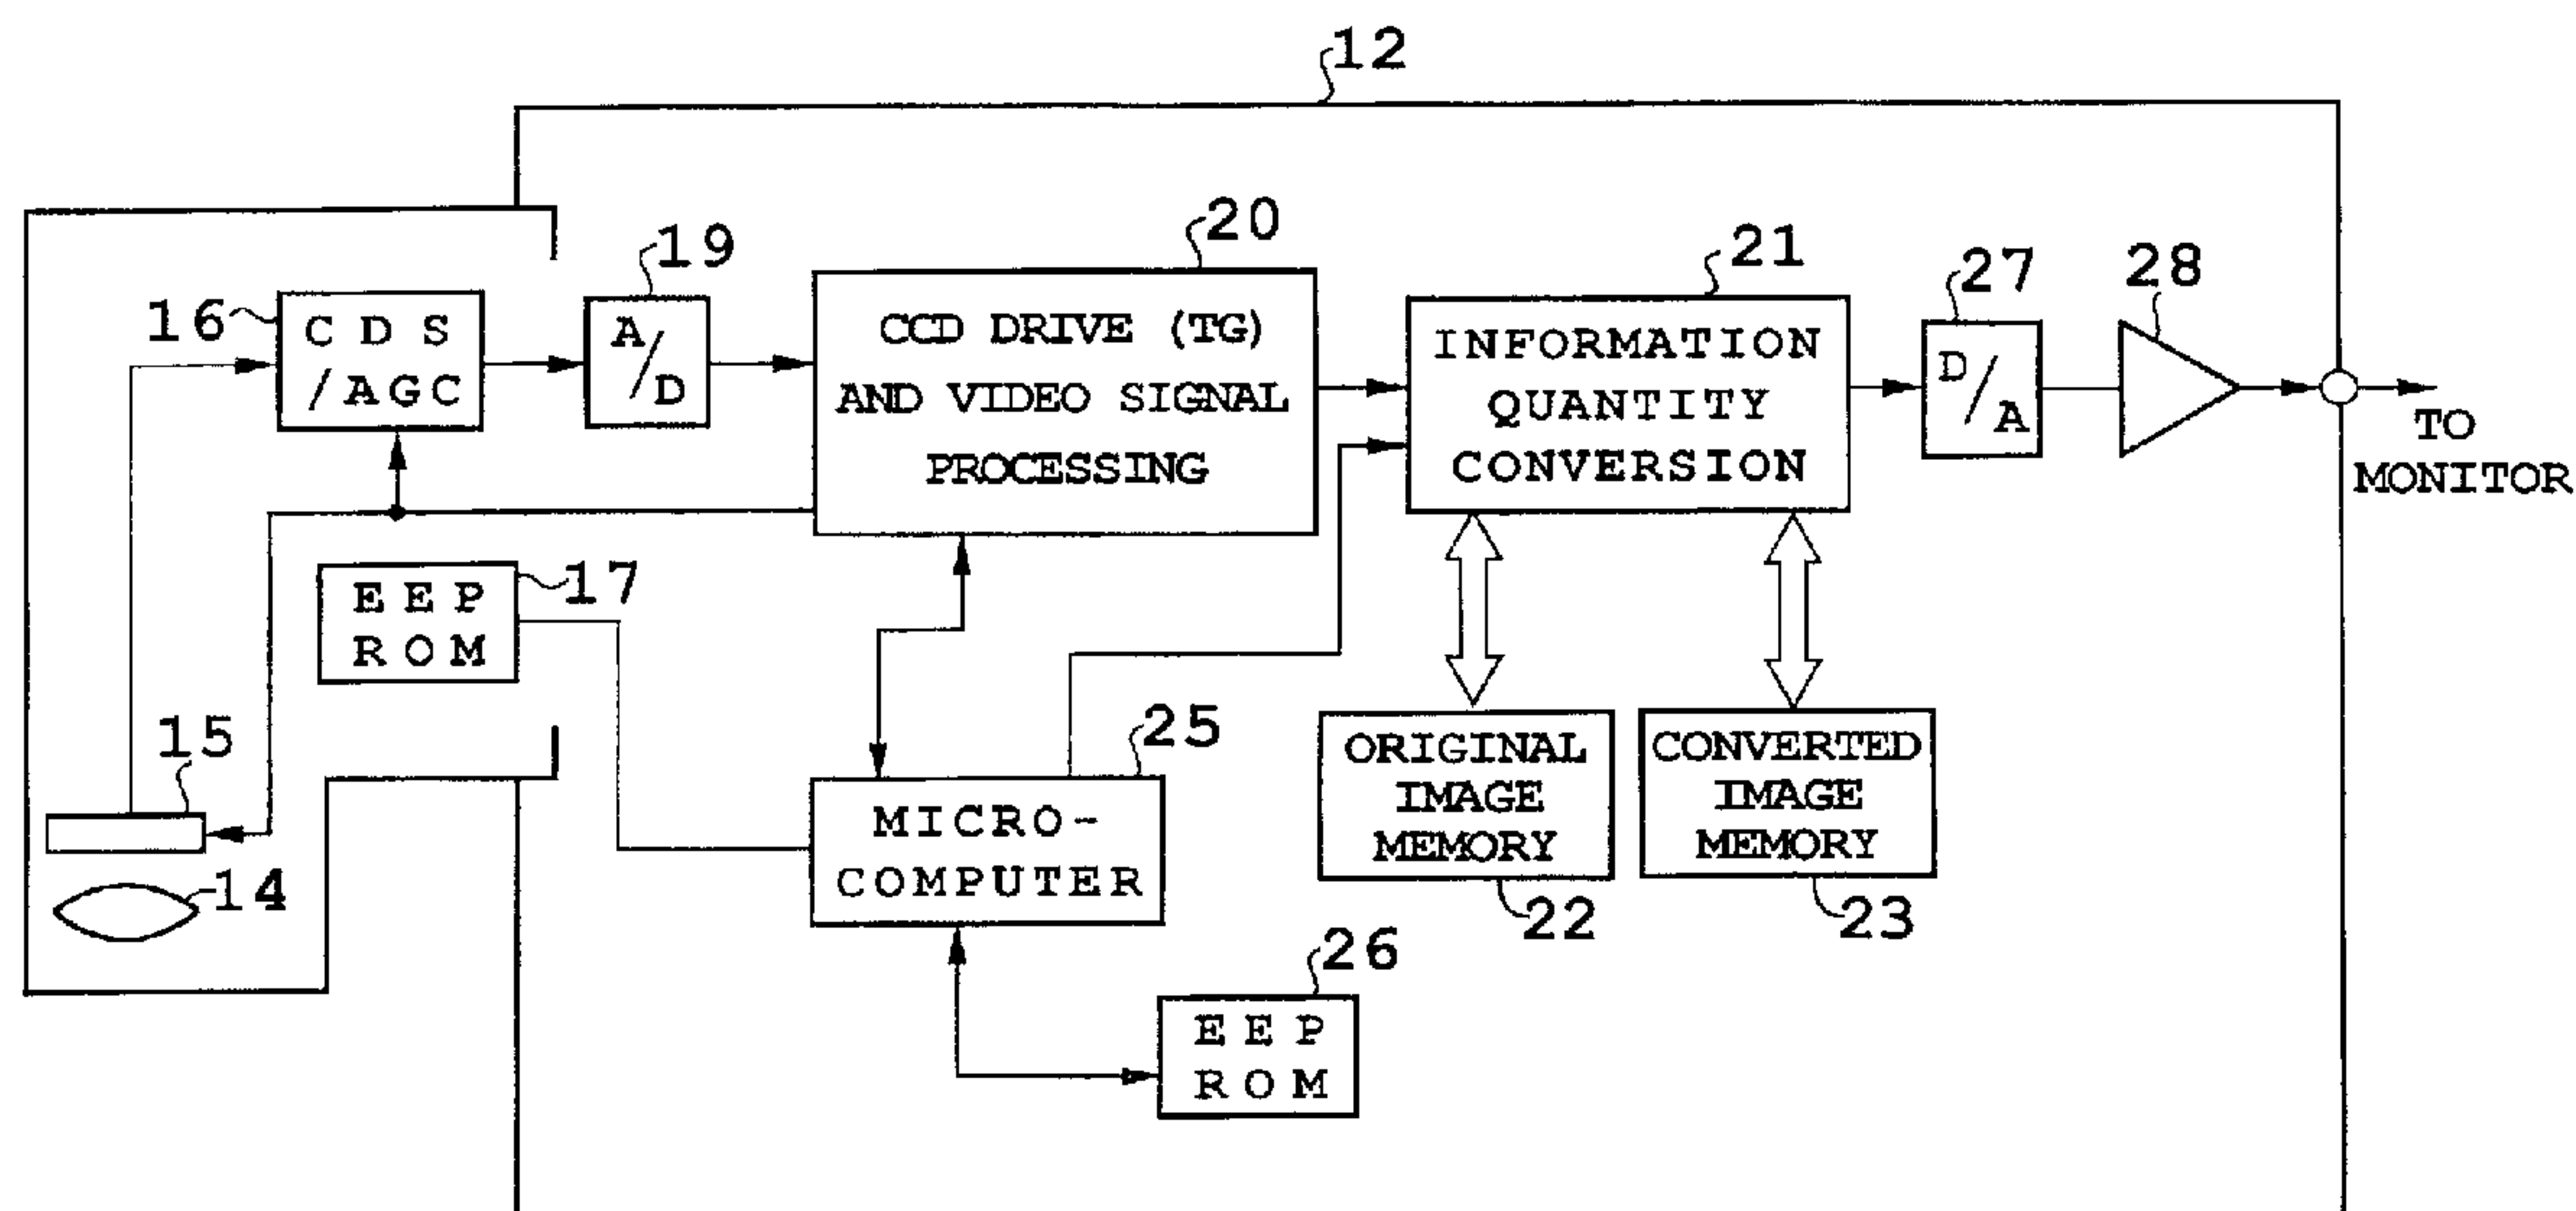 12
20
19
21
27
28
16
C D S
/AGC
A/D
CCD DRIVE (TG)
AND VIDEO SIGNAL
PROCESSING
INFORMATION
QUANTITY
CONVERSION
D/A
TO
MONITOR
17
E E P
R O M
15
25
14
MICRO-
COMPUTER
ORIGINAL
IMAGE
MEMORY
CONVERTED
IMAGE
MEMORY
22
23
26
E E P
R O M